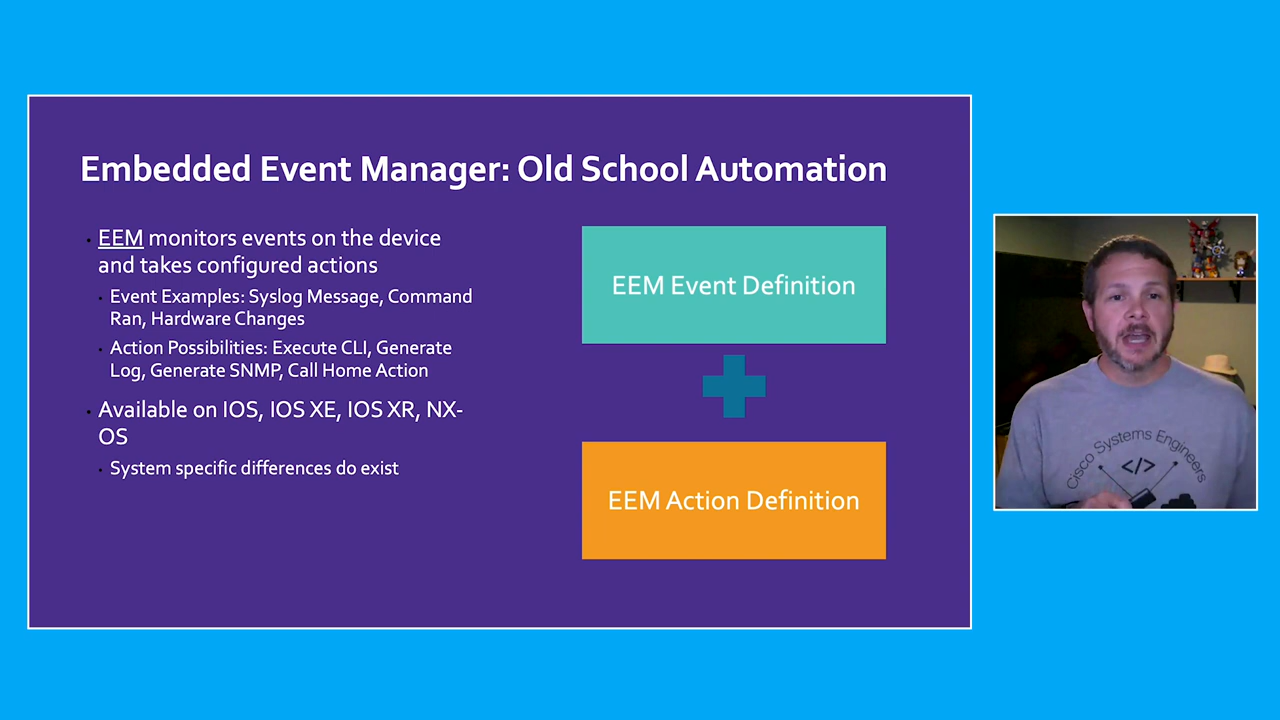 Embedded Event Manager: Old School Automation
EEM monitors events on the device
and takes configured actions
Event Examples: Syslog Message, Command
Ran, Hardware Changes
Action Possibilities: Execute CLI, Generate
Log, Generate SNMP, Call Home Action
Available on IOS, IOS XE, IOS XR, NX-
OS
System specific differences do exist
EEM Event Definition
EEM Action Definition
Cisco Systems Engineers
</>